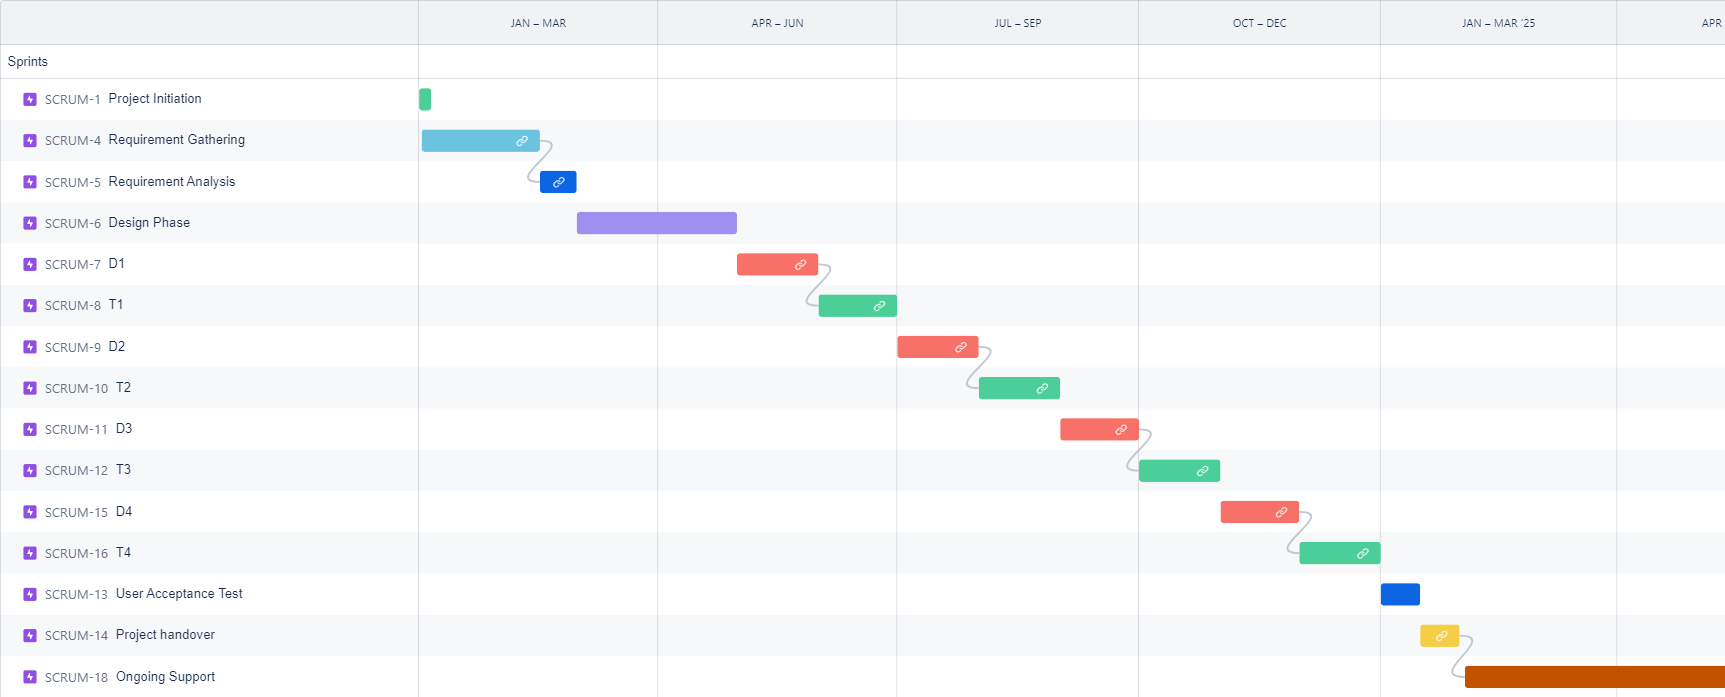 JAN – MAR APR – JUN JUL – SEP OCT – DEC JAN – MAR '25 APR
Sprints
SCRUM-1 Project Initiation
SCRUM-4 Requirement Gathering
SCRUM-5 Requirement Analysis
SCRUM-6 Design Phase
SCRUM-7 D1
SCRUM-8 T1
SCRUM-9 D2
SCRUM-10 T2
SCRUM-11 D3
SCRUM-12 T3
SCRUM-15 D4
SCRUM-16 T4
SCRUM-13 User Acceptance Test
SCRUM-14 Project handover
SCRUM-18 Ongoing Support